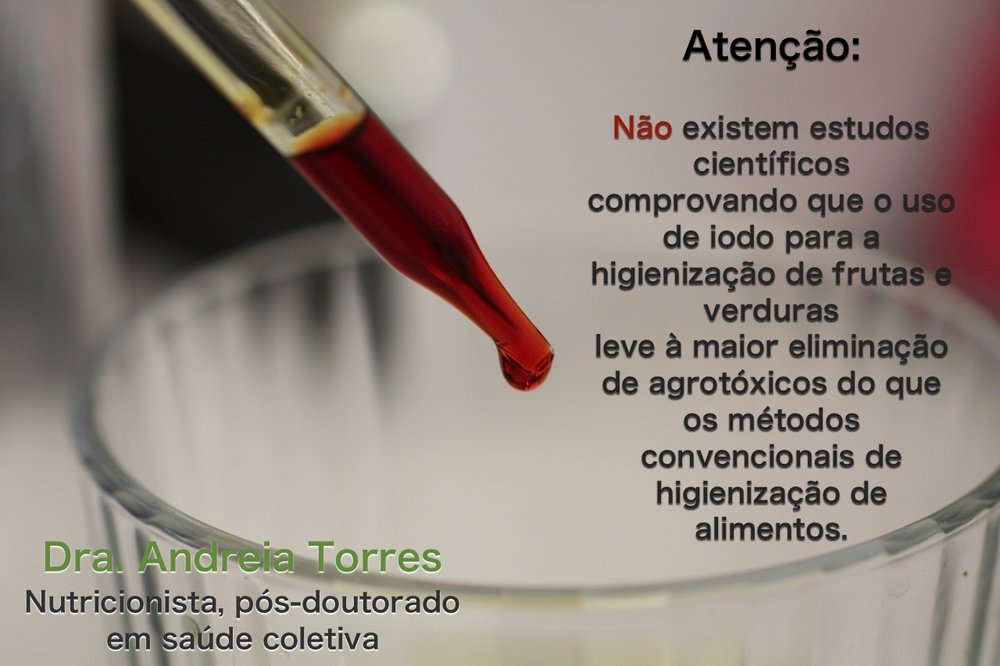 Atenção:
Não existem estudos
científicos
comprovando que o uso
de iodo para a
higienização de frutas e
verduras
leve à maior eliminação
de agrotóxicos do que
os métodos
convencionais de
higienização de
alimentos.
Dra. Andreia Torres
Nutricionista, pós-doutorado
em saúde coletiva